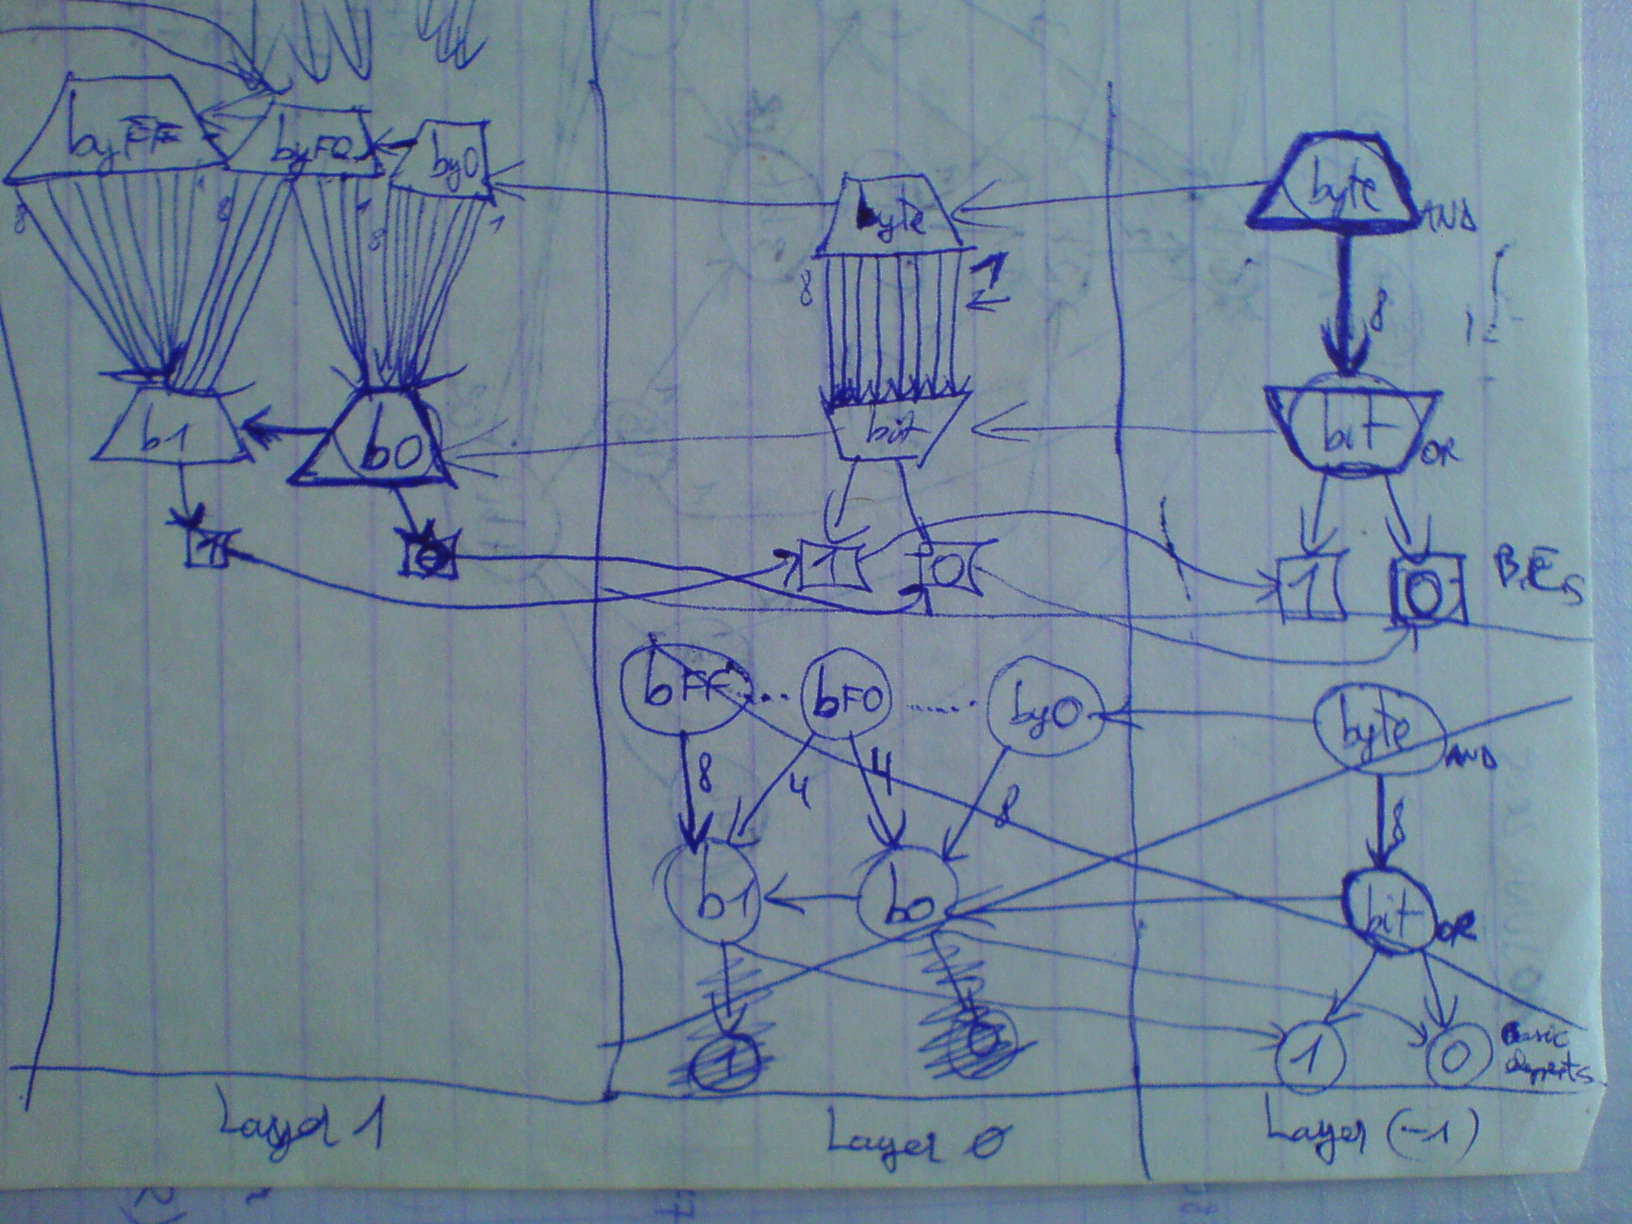 byFF
byF0
by0
8
1
8
1
8
1
b1
b0
1
0
byte
8
1
bit
1
0
byte
AND
8
bit
OR
1
0
B.E.s
bFF
...
bF0
......
by0
8
4
4
8
b1
b0
1
0
byte
AND
8
bit
OR
1
0
basic
Layer 1
Layer 0
Layer (-1)